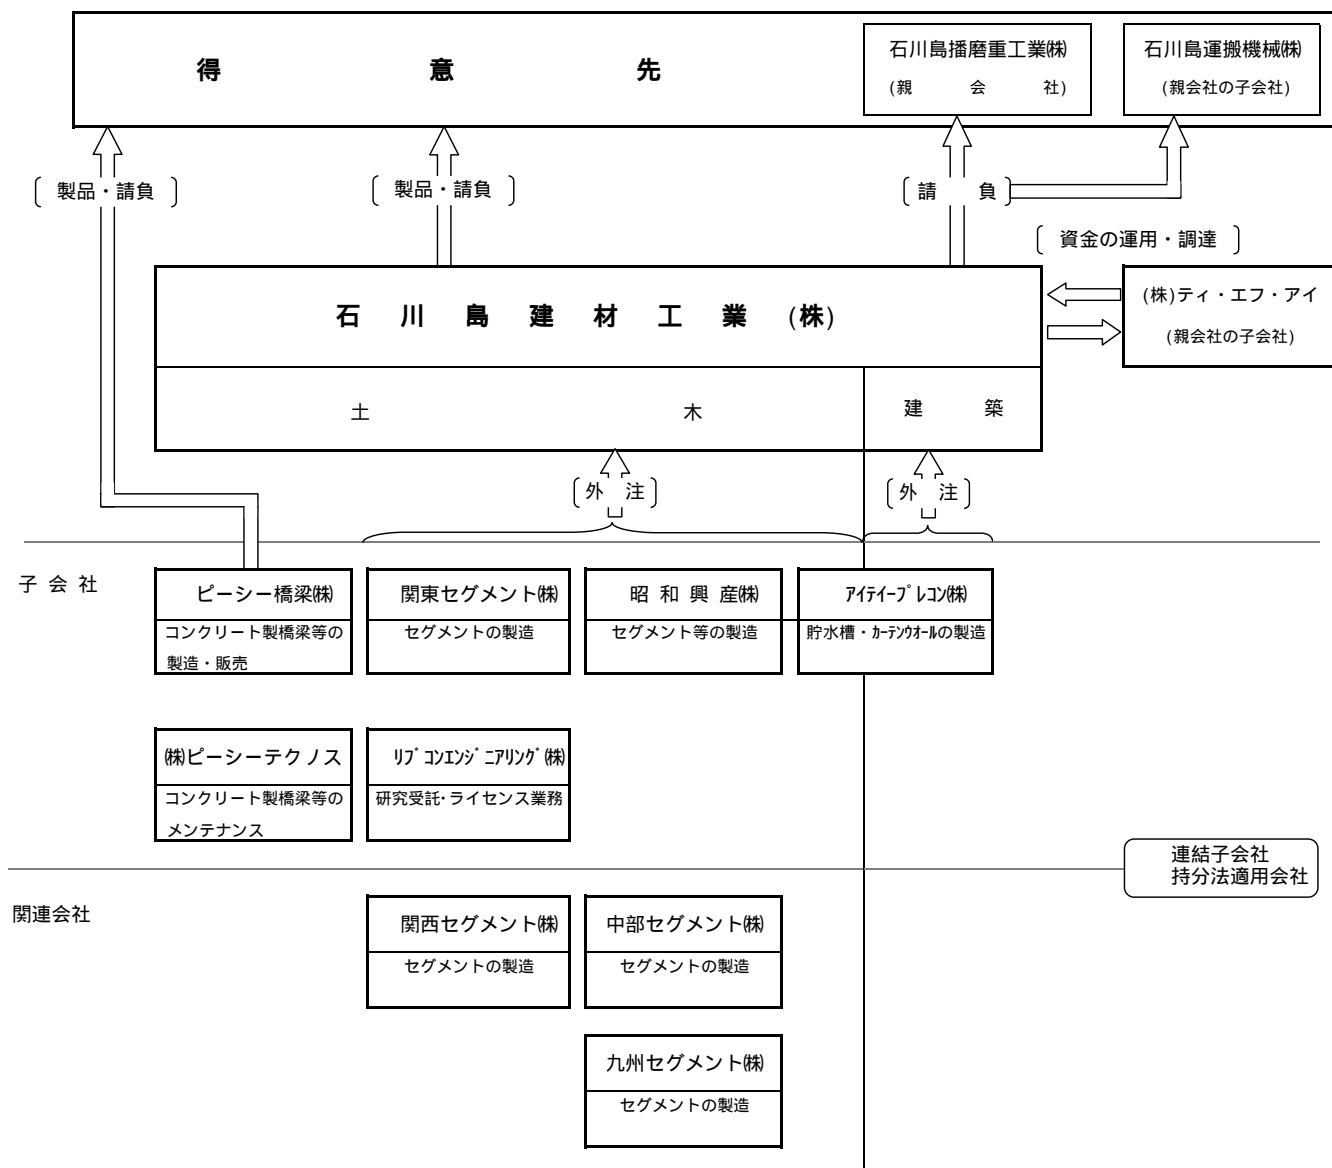 得意先
石川島播磨重工業㈱
(親会社)
石川島運搬機械㈱
(親会社の子会社)
製品・請負
製品・請負
請負
資金の運用・調達
石川島建材工業(株)
(株)ティ・エフ・アイ
(親会社の子会社)
土木
建築
外注
外注
子会社
ピーシー橋梁㈱
コンクリート製橋梁等の
製造・販売
関東セグメント㈱
セグメントの製造
昭和興産㈱
セグメント等の製造
ｱｲﾃｲｰﾌﾟﾚｺﾝ㈱
貯水槽・ｶｰﾃﾝｳｵｰﾙの製造
㈱ピーシーテクノス
コンクリート製橋梁等の
メンテナンス
ﾘﾌﾞｺﾝｴﾝｼﾞﾆｱﾘﾝｸﾞ㈱
研究受託･ライセンス業務
連結子会社
持分法適用会社
関連会社
関西セグメント㈱
セグメントの製造
中部セグメント㈱
セグメントの製造
九州セグメント㈱
セグメントの製造